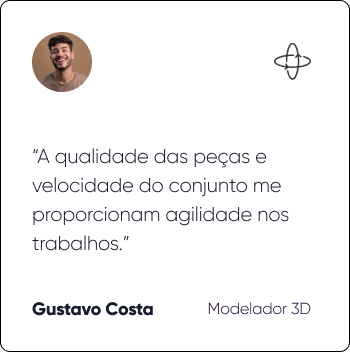 “A qualidade das peças e
velocidade do conjunto me
proporcionam agilidade nos
trabalhos.”
Gustavo Costa Modelador 3D